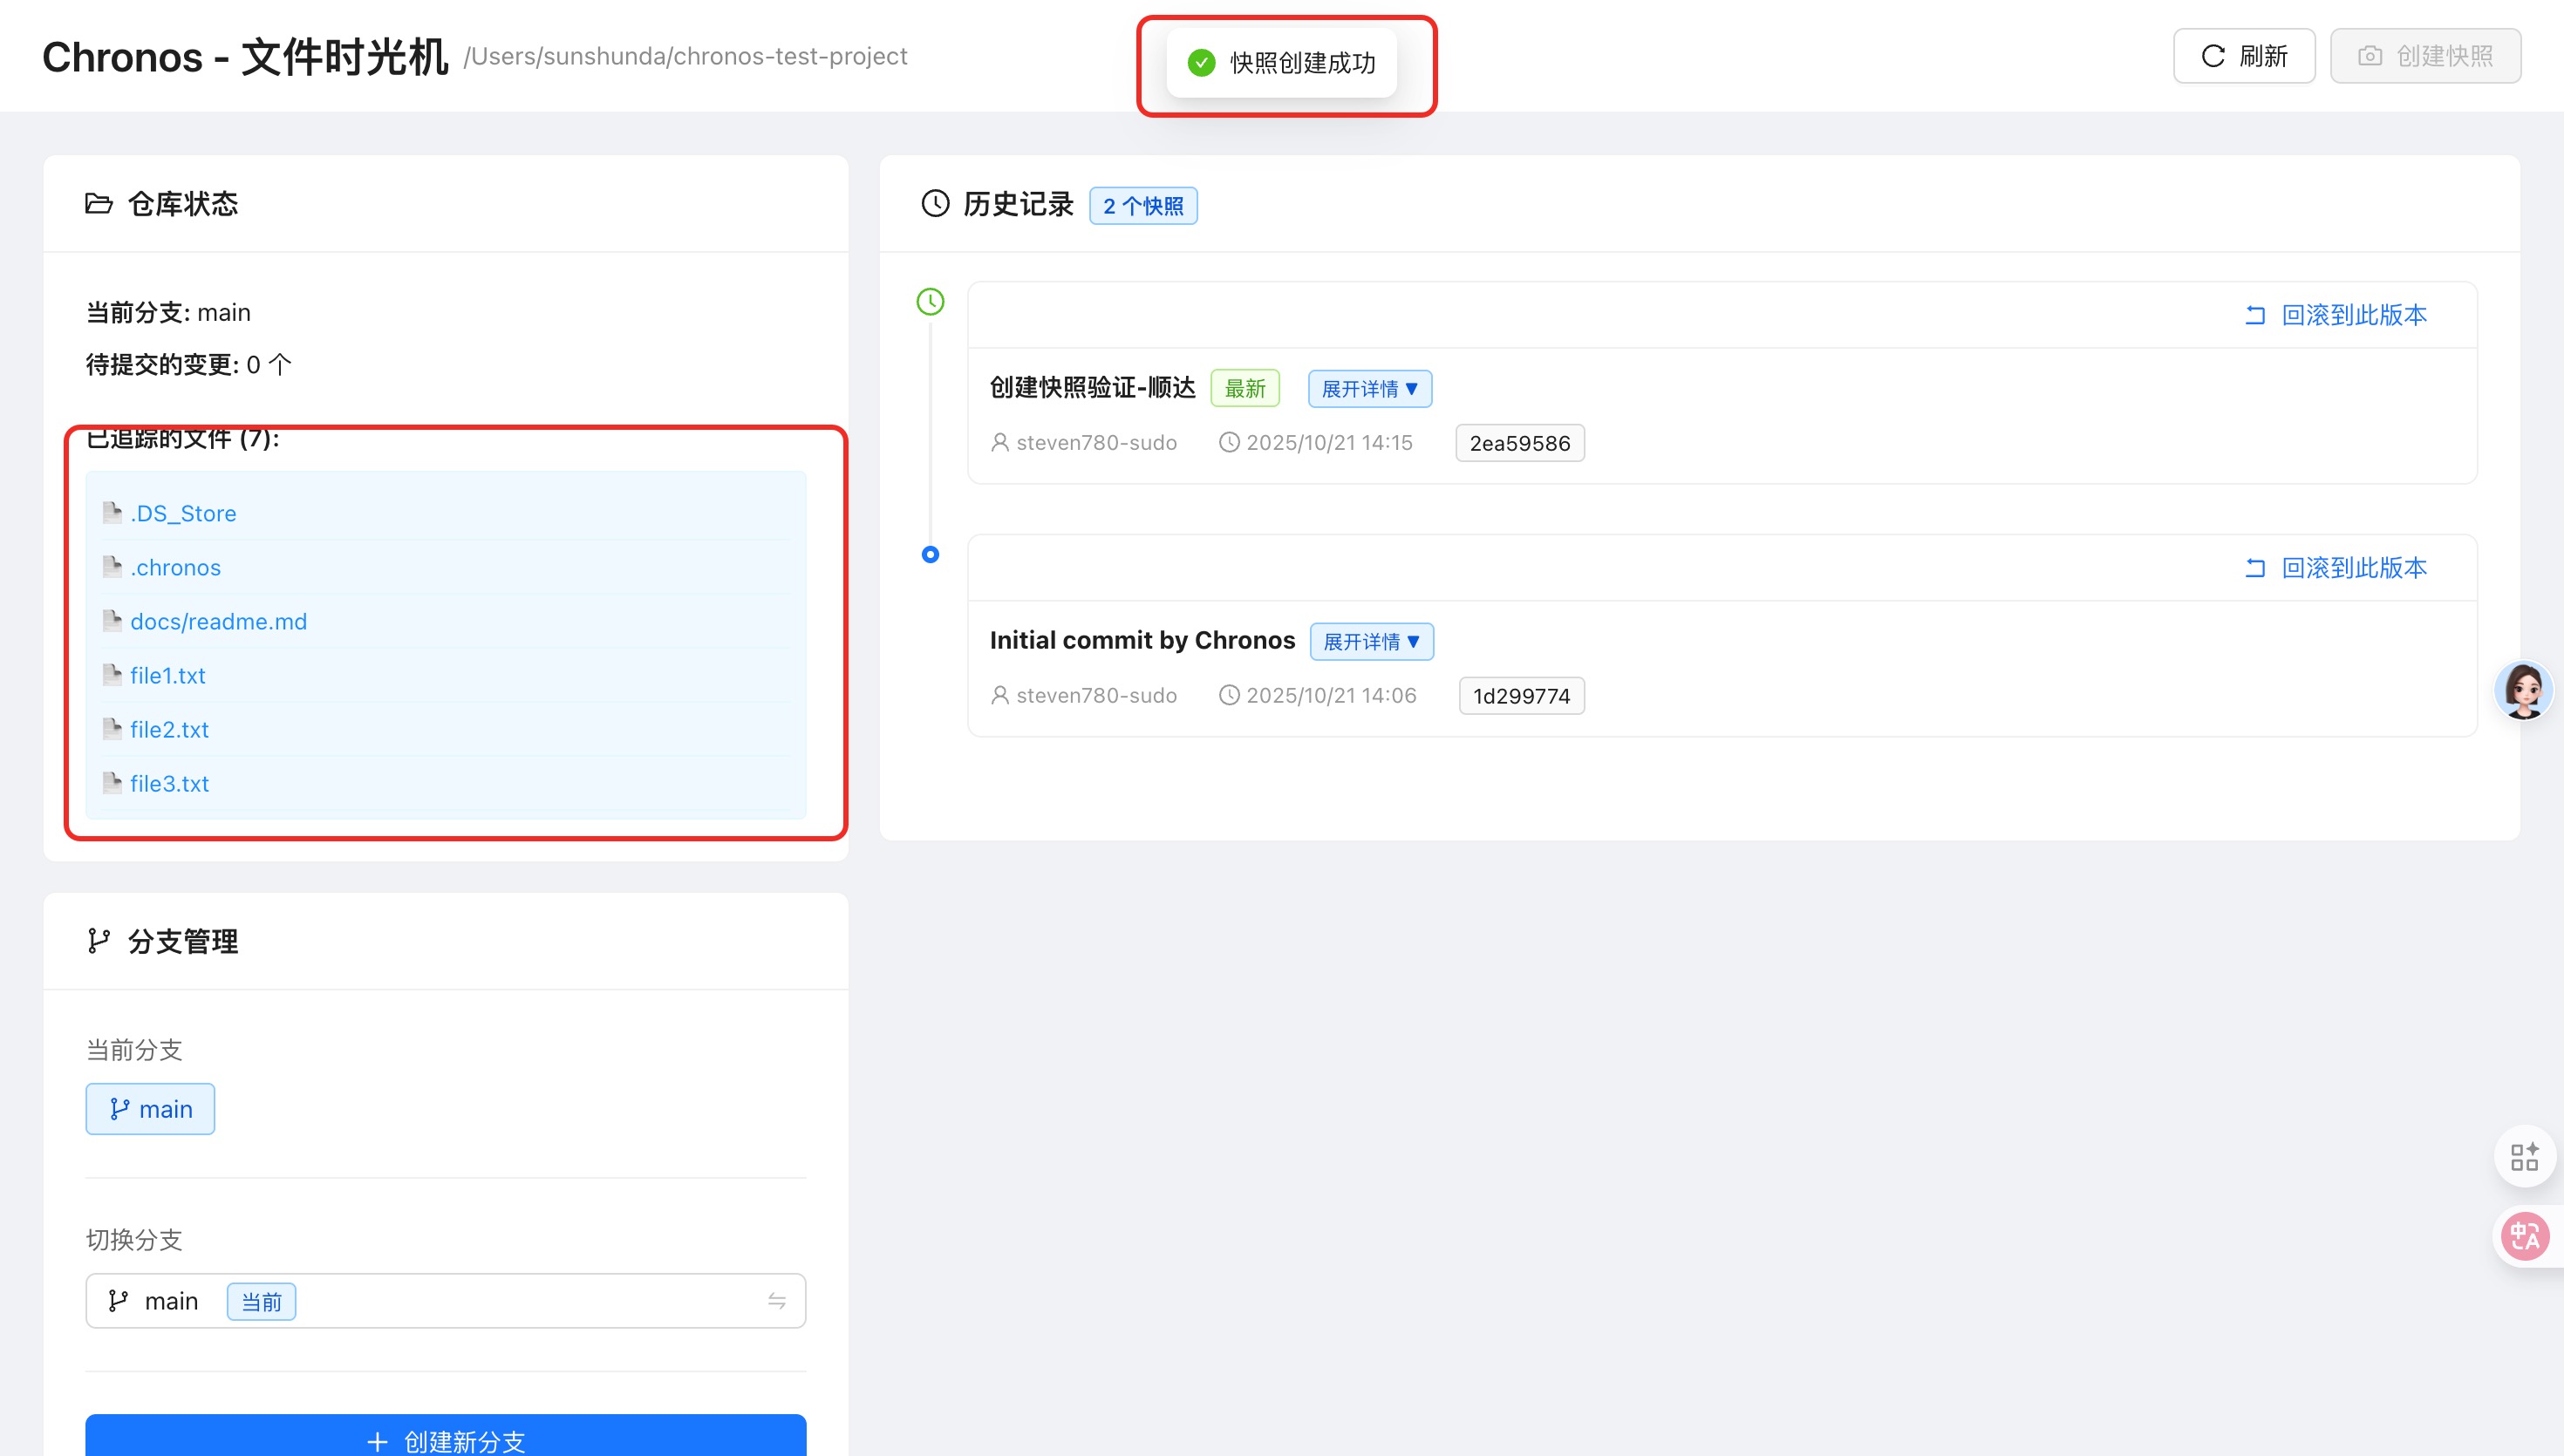 Chronos - 文件时光机 /Users/sunshunda/chronos-test-project
快照创建成功
刷新
创建快照
仓库状态
当前分支: main
待提交的变更: 0 个
已追踪的文件 (7):
.DS_Store
.chronos
docs/readme.md
file1.txt
file2.txt
file3.txt
分支管理
当前分支
main
切换分支
main 当前
创建新分支
历史记录 2 个快照
回滚到此版本
创建快照验证-顺达 最新 展开详情 ▼
steven780-sudo 2025/10/21 14:15 2ea59586
回滚到此版本
Initial commit by Chronos 展开详情 ▼
steven780-sudo 2025/10/21 14:06 1d299774
中A